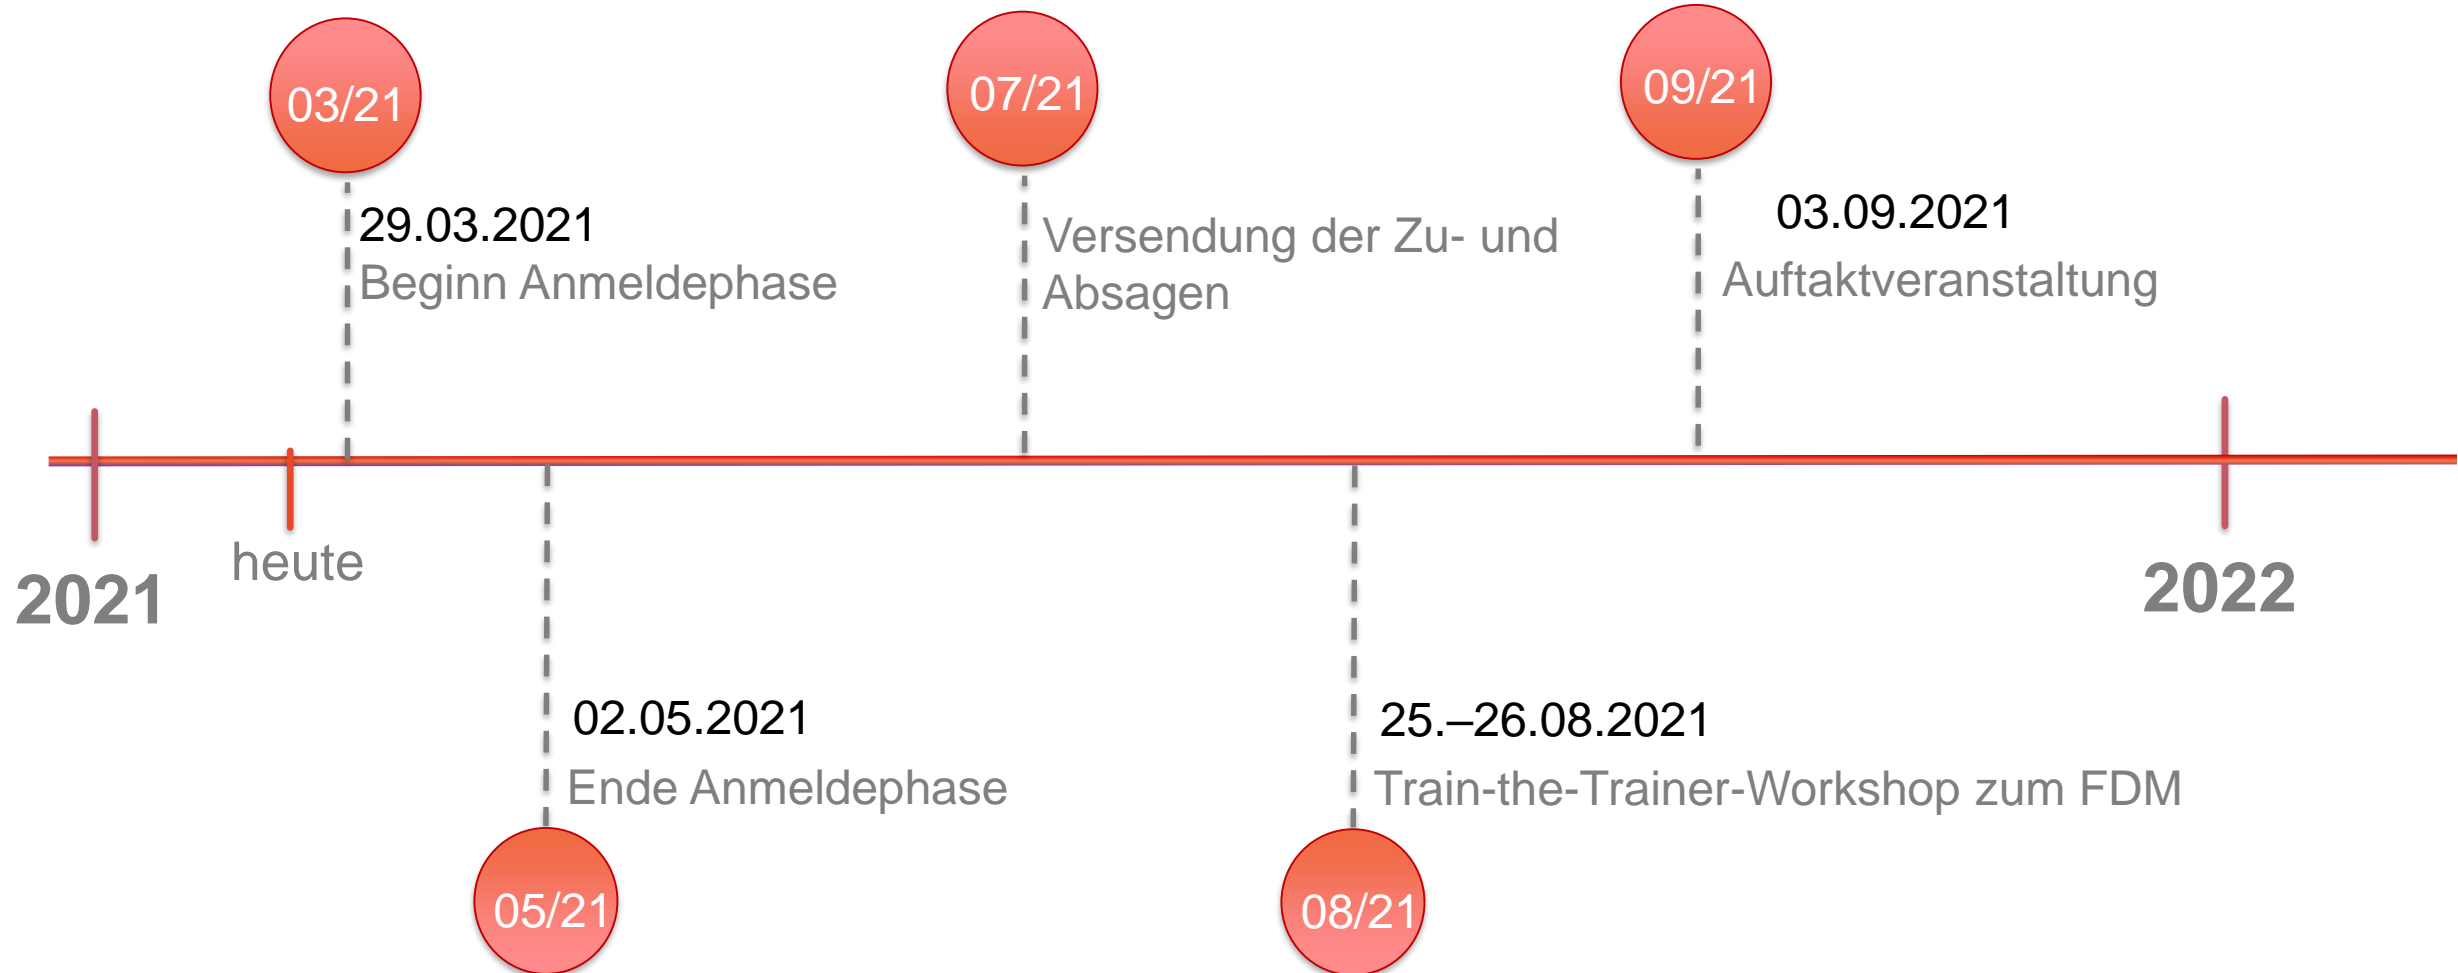 03/21
29.03.2021
Beginn Anmeldephase
07/21
Versendung der Zu- und
Absagen
09/21
03.09.2021
Auftaktveranstaltung
2021
heute
2022
02.05.2021
Ende Anmeldephase
05/21
25.–26.08.2021
Train-the-Trainer-Workshop zum FDM
08/21